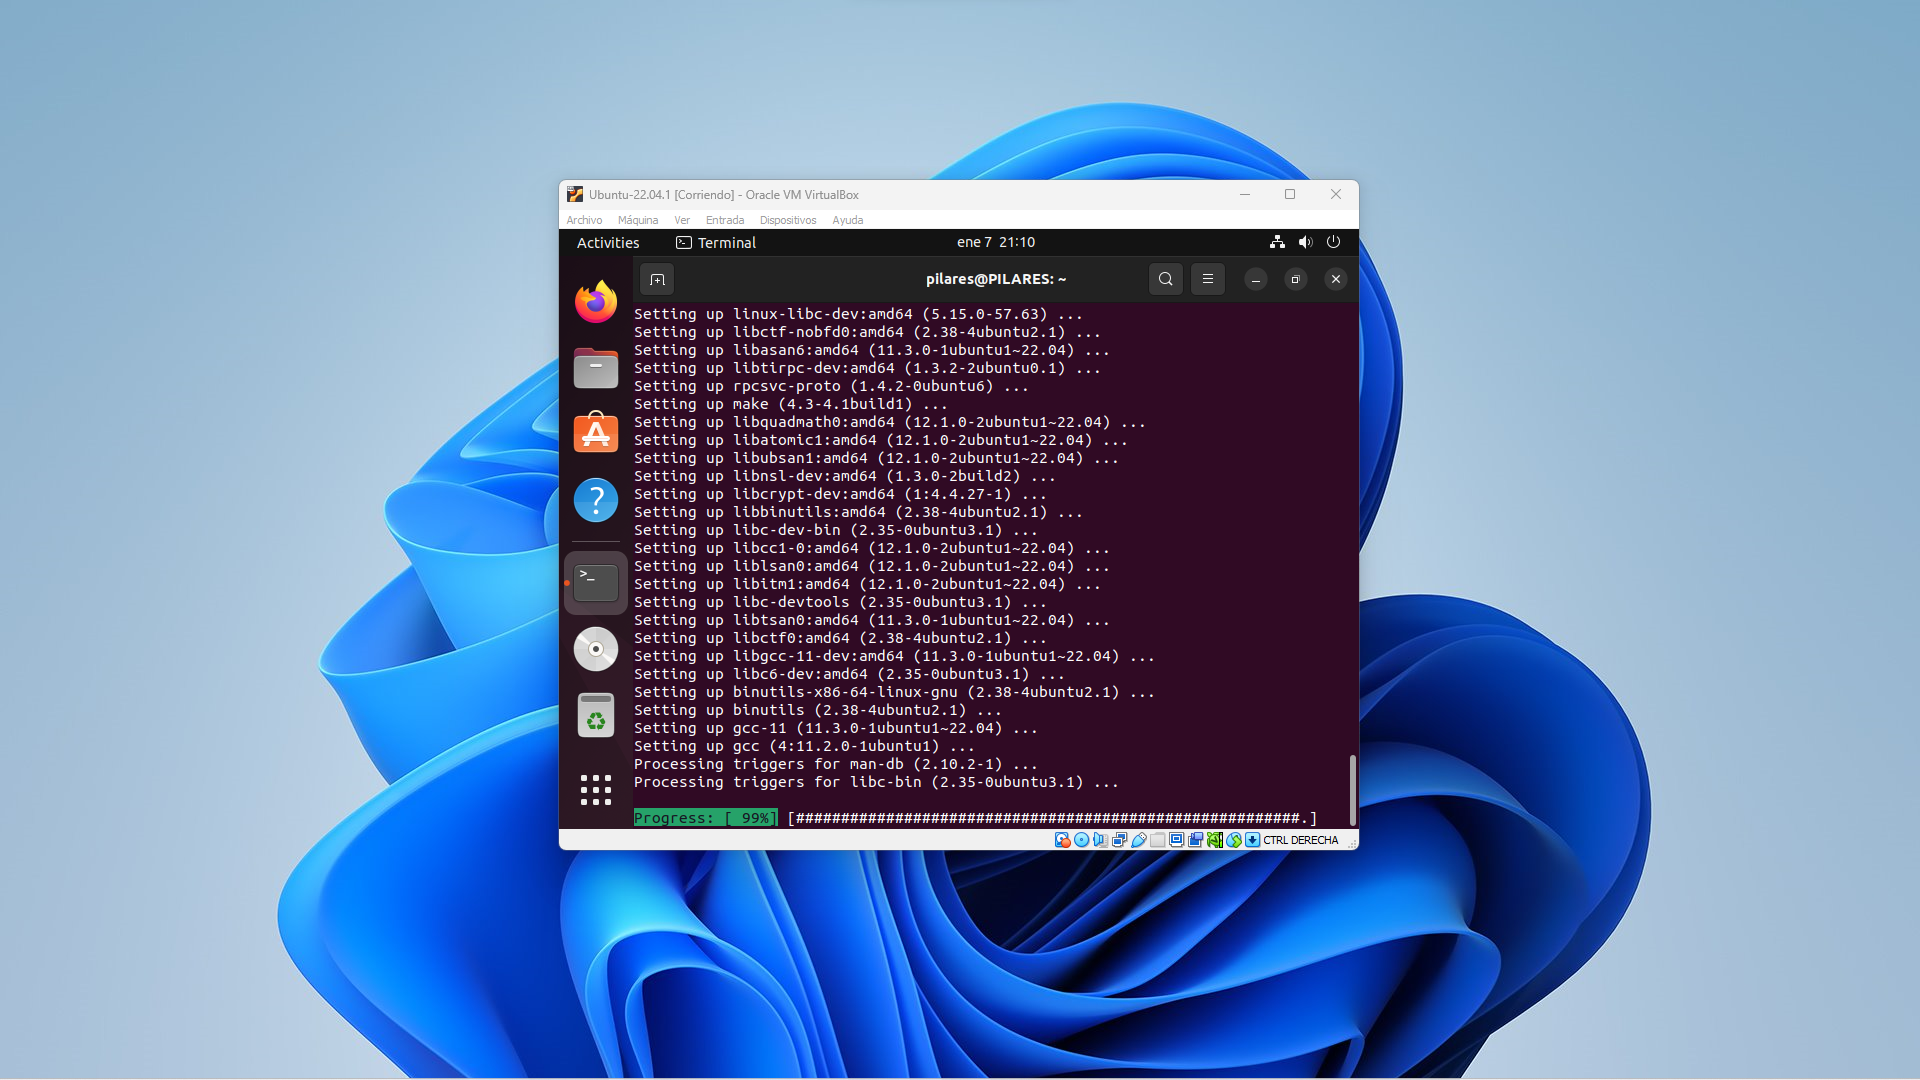 Ubuntu-22.04.1 [Corriendo] - Oracle VM VirtualBox
Archivo Máquina Ver Entrada Dispositivos Ayuda
Activities Terminal ene 7 21:10
pilares@PILARES: ~
Setting up linux-libc-dev:amd64 (5.15.0-57.63) ...
Setting up libctf-nobfd0:amd64 (2.38-4ubuntu2.1) ...
Setting up libasan6:amd64 (11.3.0-1ubuntu1~22.04) ...
Setting up libtirpc-dev:amd64 (1.3.2-2ubuntu0.1) ...
Setting up rpcsvc-proto (1.4.2-0ubuntu6) ...
Setting up make (4.3-4.1build1) ...
Setting up libquadmath0:amd64 (12.1.0-2ubuntu1~22.04) ...
Setting up libatomic1:amd64 (12.1.0-2ubuntu1~22.04) ...
Setting up libubsan1:amd64 (12.1.0-2ubuntu1~22.04) ...
Setting up libnsl-dev:amd64 (1.3.0-2build2) ...
Setting up libcrypt-dev:amd64 (1:4.4.27-1) ...
Setting up libbinutils:amd64 (2.38-4ubuntu2.1) ...
Setting up libc-dev-bin (2.35-0ubuntu3.1) ...
Setting up libcc1-0:amd64 (12.1.0-2ubuntu1~22.04) ...
Setting up liblsan0:amd64 (12.1.0-2ubuntu1~22.04) ...
Setting up libitm1:amd64 (12.1.0-2ubuntu1~22.04) ...
Setting up libc-devtools (2.35-0ubuntu3.1) ...
Setting up libtsan0:amd64 (11.3.0-1ubuntu1~22.04) ...
Setting up libctf0:amd64 (2.38-4ubuntu2.1) ...
Setting up libgcc-11-dev:amd64 (11.3.0-1ubuntu1~22.04) ...
Setting up libc6-dev:amd64 (2.35-0ubuntu3.1) ...
Setting up binutils-x86-64-linux-gnu (2.38-4ubuntu2.1) ...
Setting up binutils (2.38-4ubuntu2.1) ...
Setting up gcc-11 (11.3.0-1ubuntu1~22.04) ...
Setting up gcc (4:11.2.0-1ubuntu1) ...
Processing triggers for man-db (2.10.2-1) ...
Processing triggers for libc-bin (2.35-0ubuntu3.1) ...
Progress: [ 99%] [########################################################.]
CTRL DERECHA